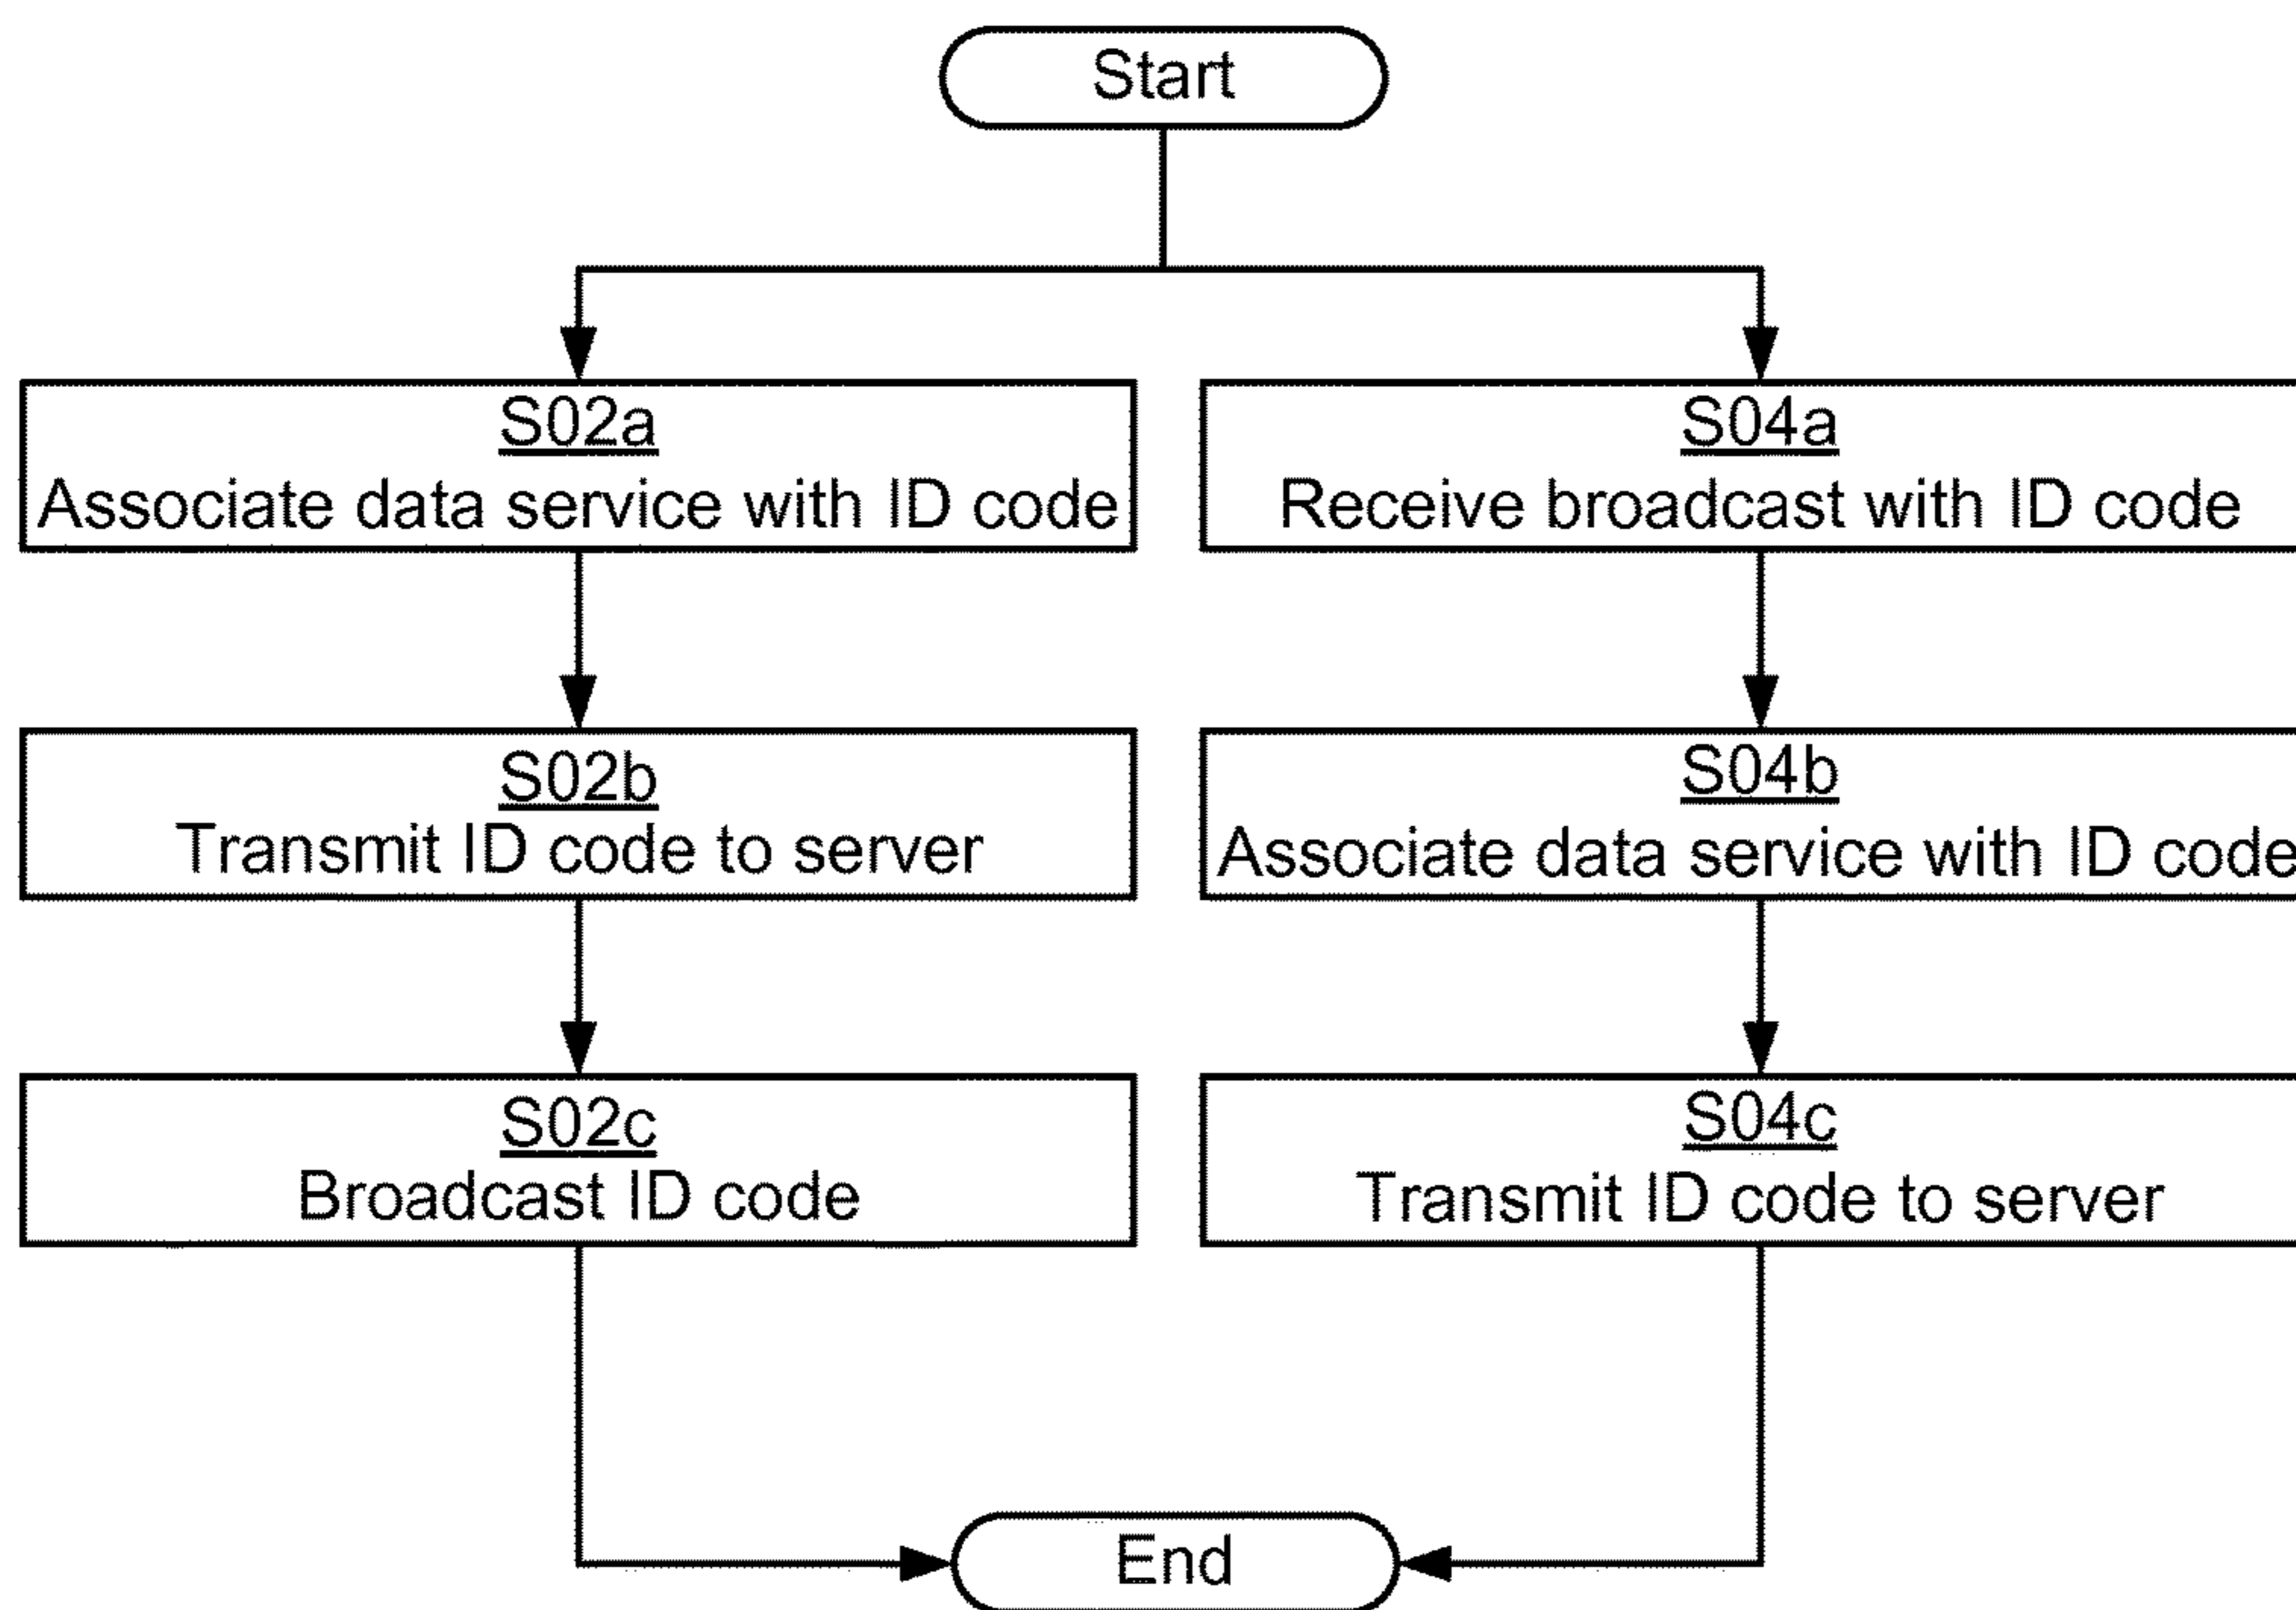 Start
S02a
Associate data service with ID code
S04a
Receive broadcast with ID code
S02b
Transmit ID code to server
S04b
Associate data service with ID code
S02c
Broadcast ID code
S04c
Transmit ID code to server
End